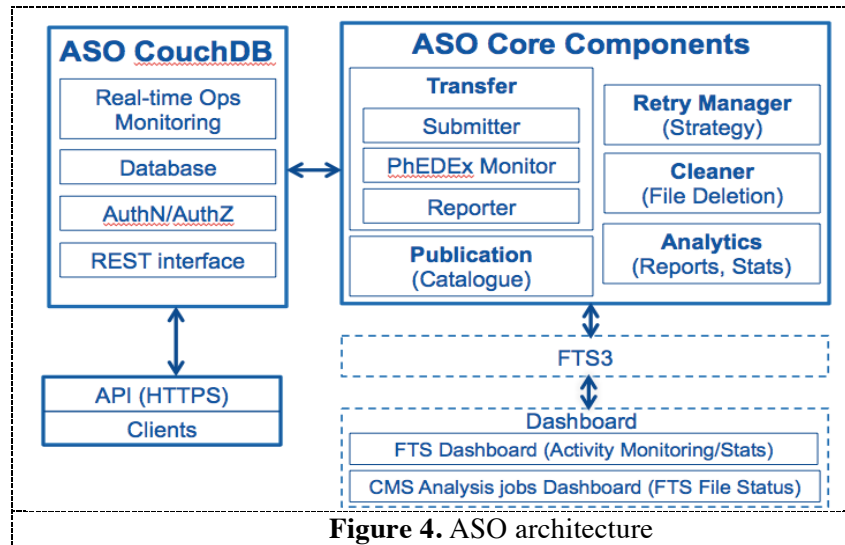 ASO CouchDB
Real-time Ops
Monitoring
Database
AuthN/AuthZ
REST interface
API (HTTPS)
Clients
ASO Core Components
Transfer
Submitter
PhEDEx Monitor
Reporter
Publication
(Catalogue)
Retry Manager
(Strategy)
Cleaner
(File Deletion)
Analytics
(Reports, Stats)
FTS3
Dashboard
FTS Dashboard (Activity Monitoring/Stats)
CMS Analysis jobs Dashboard (FTS File Status)
Figure 4. ASO architecture